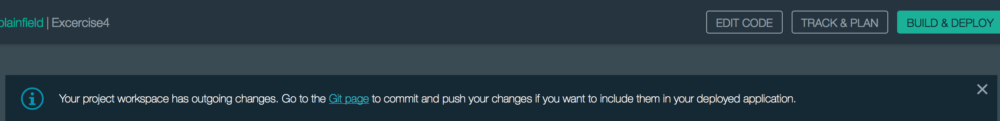 plainfield | Excercise4
EDIT CODE
TRACK & PLAN
BUILD & DEPLOY
Your project workspace has outgoing changes. Go to the Git page to commit and push your changes if you want to include them in your deployed application.